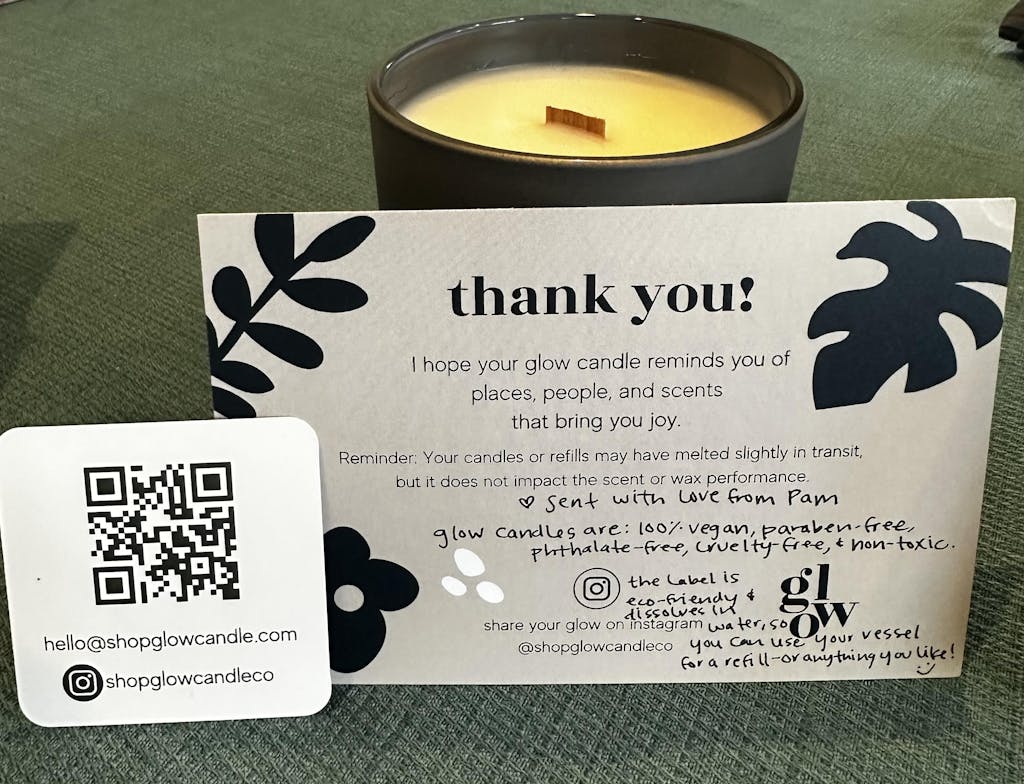 thank you!
I hope your glow candle reminds you of
places, people, and scents
that bring you joy.
Reminder: Your candles or refills may have melted slightly in transit,
but it does not impact the scent or wax performance.
♡ sent with love from Pam
glow candles are: 100% vegan, paraben-free,
phthalate-free, cruelty-free, & non-toxic.
the label is
eco-friendly &
dissolves in
water, so
you can use your vessel
for a refill-or anything you like!
share your glow on instagram
@shopglowcandleco
gl
ow
hello@shopglowcandle.com
shopglowcandleco